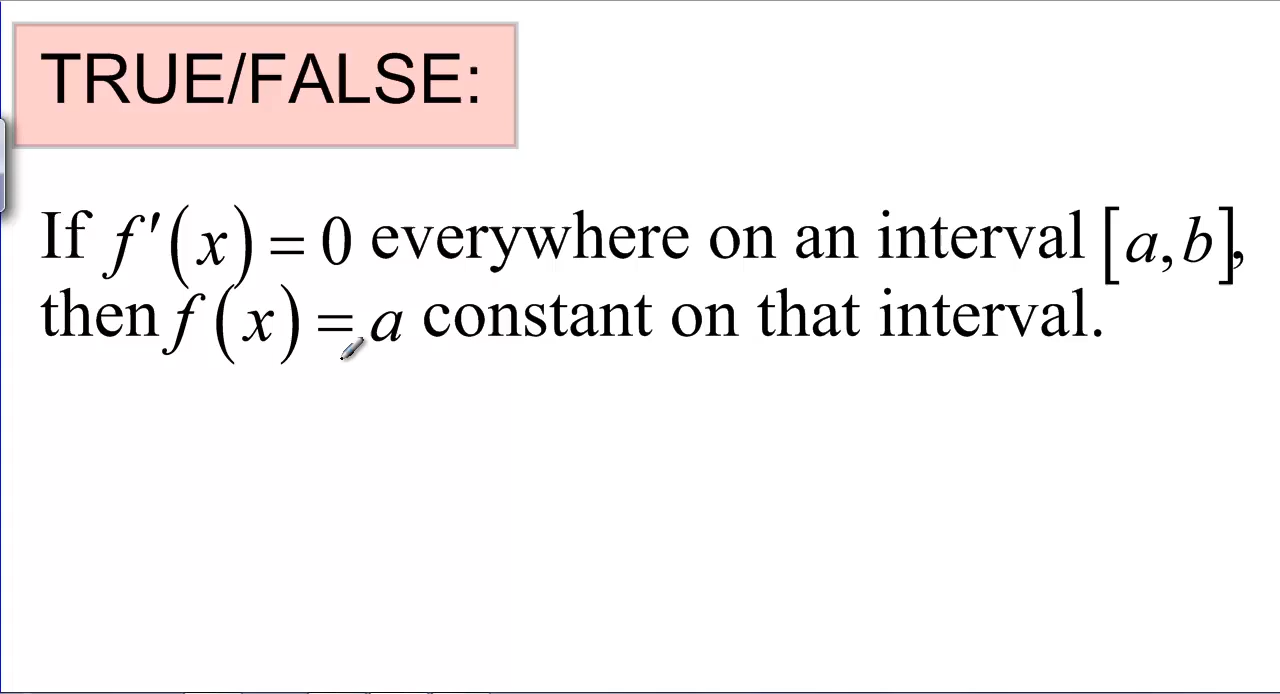 TRUE/FALSE:
If f′(x) = 0 everywhere on an interval [a, b],
then f(x) = a constant on that interval.